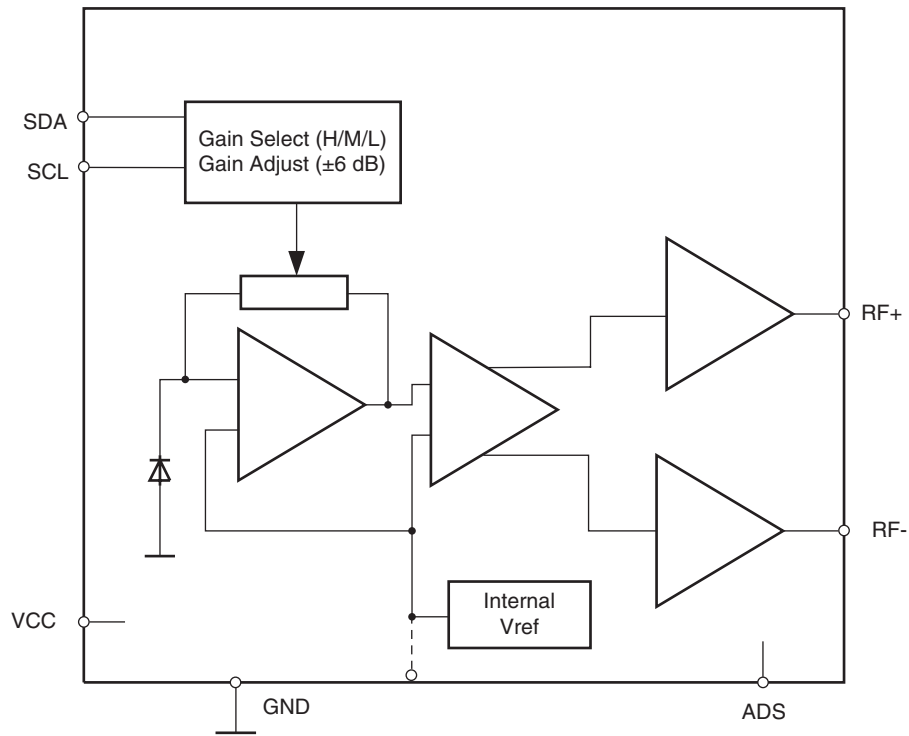 SDA
SCL
Gain Select (H/M/L)
Gain Adjust (±6 dB)
RF+
RF-
VCC
Internal
Vref
GND
ADS